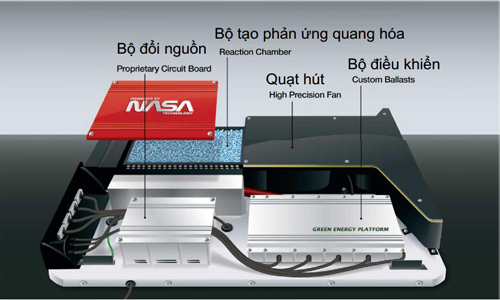 Bộ đổi nguồn
Proprietary Circuit Board
Bộ tạo phản ứng quang hóa
Reaction Chamber
Quạt hút
High Precision Fan
Bộ điều khiển
Custom Ballasts
POWERED BY
NASA
TECHNOLOGY
GREEN ENERGY PLATFORM